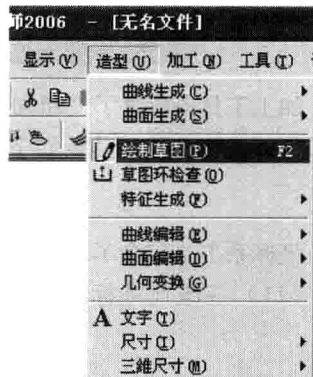 师2006 - [无名文件]
显示(V) 造型(U) 加工(N) 工具(T)
曲线生成(C)
曲面生成(S)
绘制草图(P) F2
草图环检查(O)
特征生成(F)
曲线编辑(E)
曲面编辑(D)
几何变换(G)
A 文字(T)
尺寸(I)
三维尺寸(M)